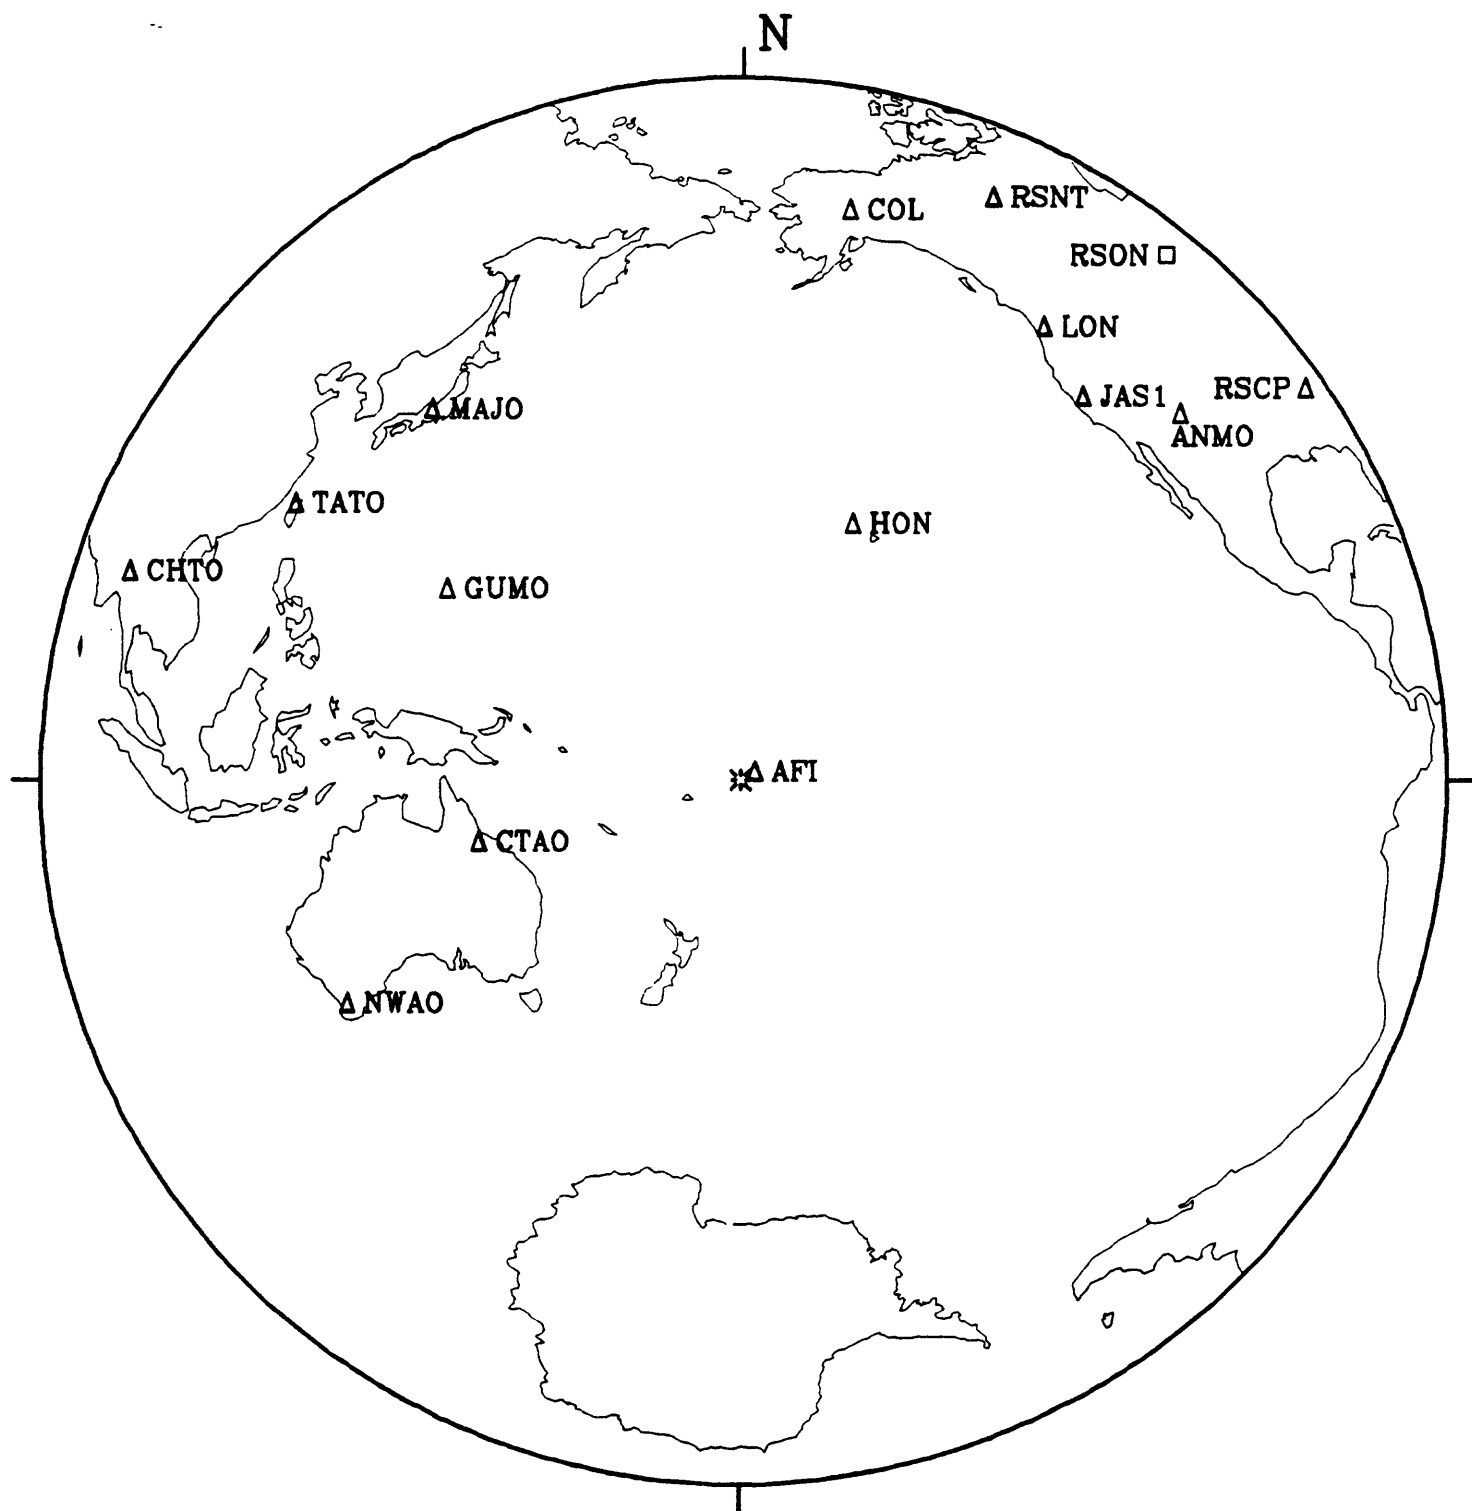 N
COL
RSNT
RSON
LON
RSCP
JAS1
ANMO
MAJO
TATO
HON
CHTO
GUMO
AFI
CTAO
NWAO